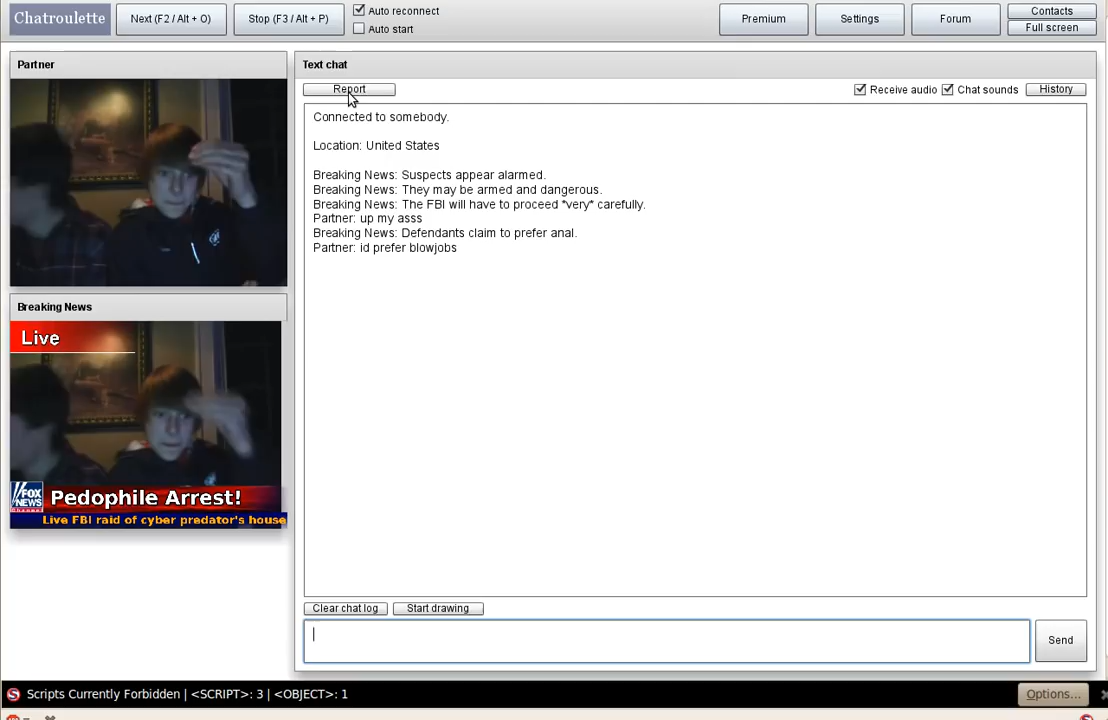 Chatroulette
Next (F2 / Alt + O)
Stop (F3 / Alt + P)
Auto reconnect
Auto start
Premium
Settings
Forum
Contacts
Full screen
Partner
Text chat
Report
Receive audio
Chat sounds
History
Connected to somebody.
Location: United States
Breaking News: Suspects appear alarmed.
Breaking News: They may be armed and dangerous.
Breaking News: The FBI will have to proceed *very* carefully.
Partner: up my asss
Breaking News: Defendants claim to prefer anal.
Partner: id prefer blowjobs
Breaking News
Live
FOX
NEWS
Channel
Pedophile Arrest!
Live FBI raid of cyber predator's house
Clear chat log
Start drawing
Send
Scripts Currently Forbidden | <SCRIPT>: 3 | <OBJECT>: 1
Options...